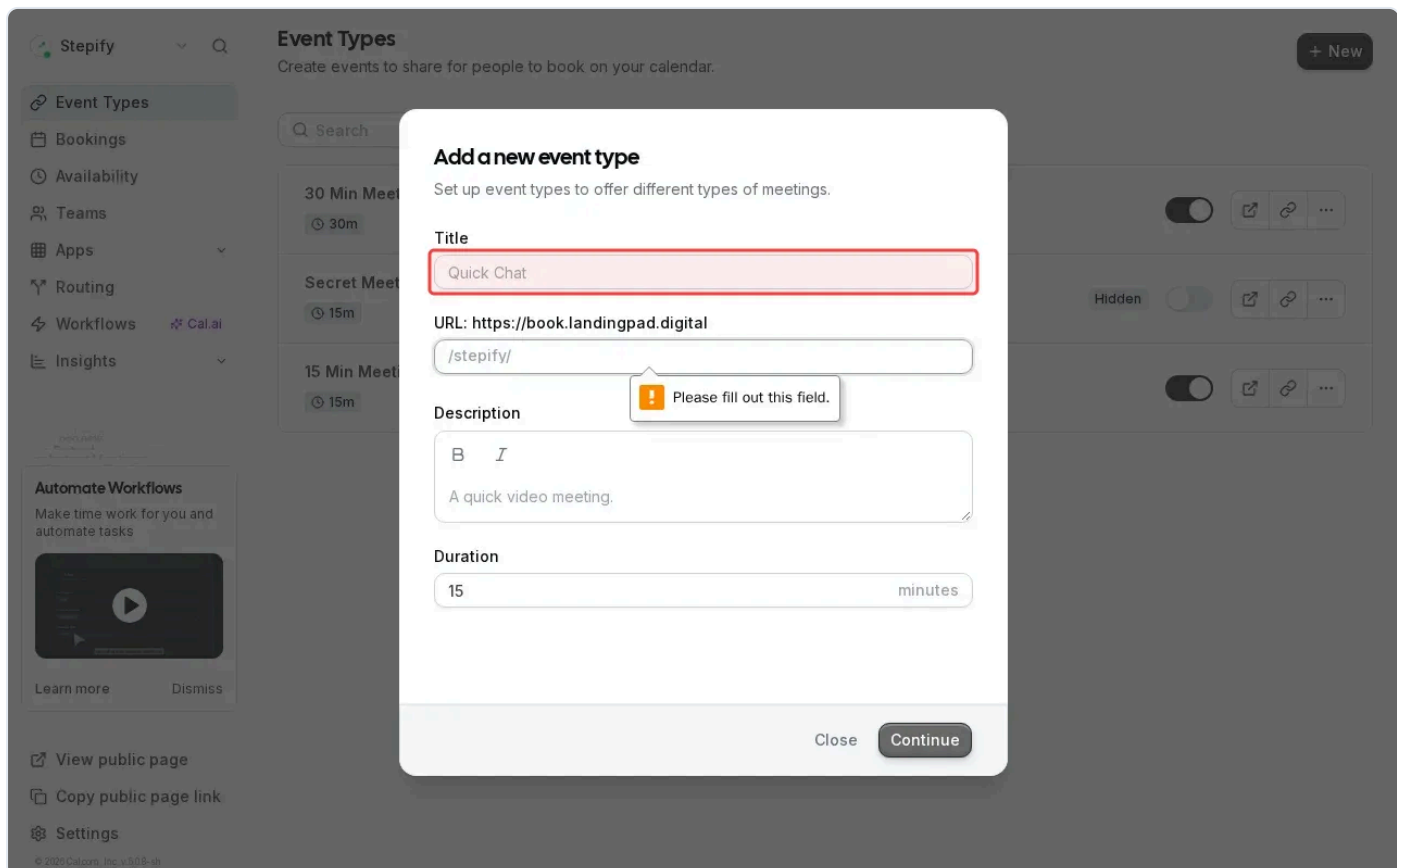 Stepify
Event Types
Bookings
Availability
Teams
Apps
Routing
Workflows
Cal.ai
Insights
Automate Workflows
Make time work for you and
automate tasks
Learn more
Dismiss
View public page
Copy public page link
Settings
Event Types
Create events to share for people to book on your calendar.
+ New
Search
30 Min Meet
30m
Secret Meet
15m
Hidden
15 Min Meeti
15m
Add a new event type
Set up event types to offer different types of meetings.
Title
Quick Chat
URL: https://book.landingpad.digital
/stepify/
Please fill out this field.
Description
B I
A quick video meeting.
Duration
15 minutes
Close
Continue